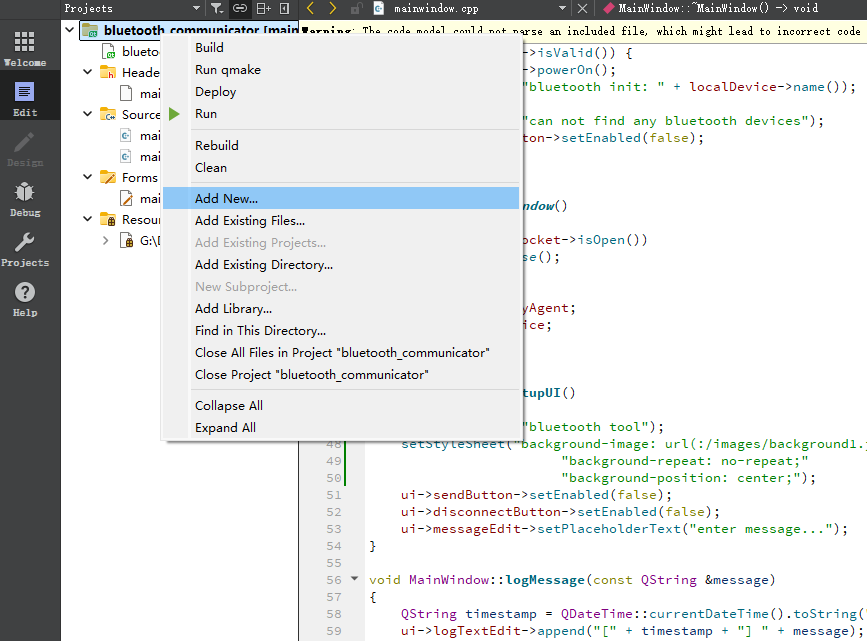 Projects
mainwindow.cpp
MainWindow::~MainWindow() -> void
Welcome
Edit
Design
Debug
Projects
Help
bluetooth_communicator [main
blueto
Heade
mai
Source
mai
mai
Forms
mai
Resour
G:\
Build
Run qmake
Deploy
Run
Rebuild
Clean
Add New...
Add Existing Files...
Add Existing Projects...
Add Existing Directory...
New Subproject...
Add Library...
Find in This Directory...
Close All Files in Project "bluetooth_communicator"
Close Project "bluetooth_communicator"
Collapse All
Expand All
Warning: The code model could not parse an included file, which might lead to incorrect code
->isValid()) {
->powerOn();
"bluetooth init: " + localDevice->name());
"can not find any bluetooth devices");
ton->setEnabled(false);
ndow()
ocket->isOpen())
se();
yAgent;
ice;
tupUI()
"bluetooth tool");
48 setStyleSheet("background-image: url(:/images/background1.j
49 "background-repeat: no-repeat;"
50 "background-position: center;");
51 ui->sendButton->setEnabled(false);
52 ui->disconnectButton->setEnabled(false);
53 ui->messageEdit->setPlaceholderText("enter message...");
54 }
55
56 void MainWindow::logMessage(const QString &message)
57 {
58 QString timestamp = QDateTime::currentDateTime().toString("
59 ui->logTextEdit->append("[" + timestamp + "] " + message);